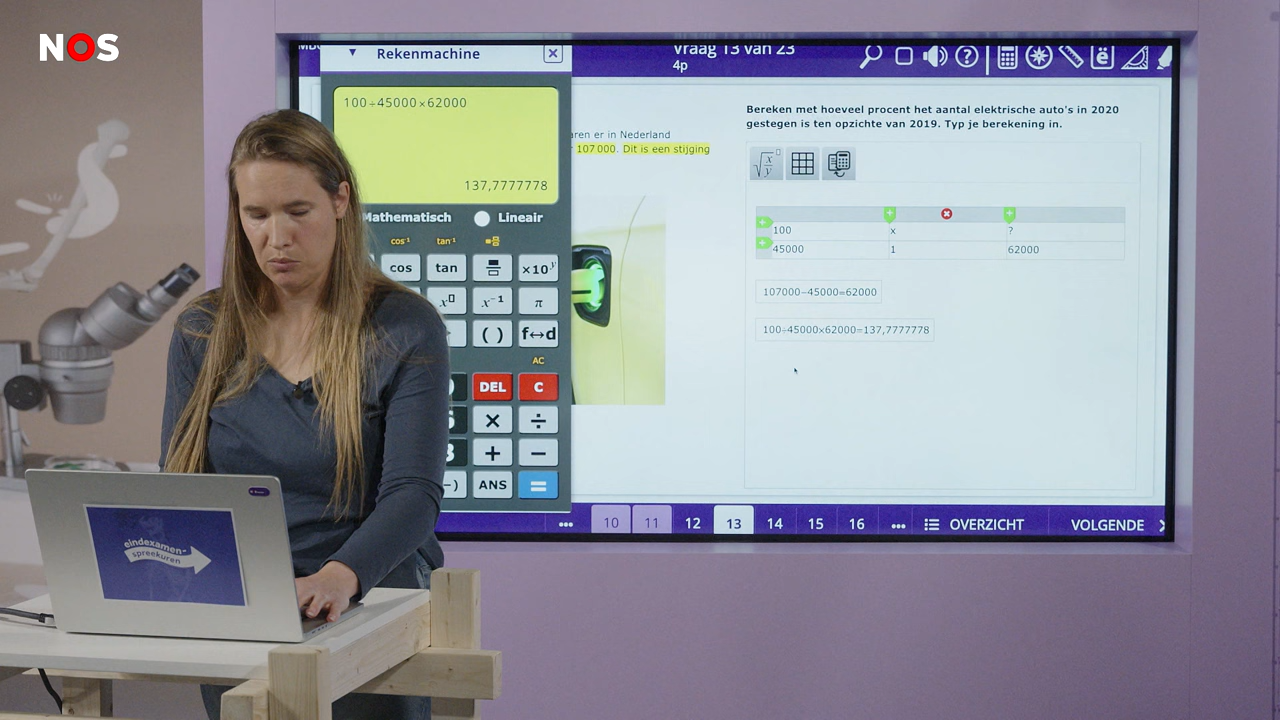 NOS
Rekenmachine
Vraag 13 van 23
4p
100÷45000×62000
137,7777778
Mathematisch
Lineair
cos⁻¹
tan⁻¹
cos
tan
×10ʸ
x⁻¹
π
( )
f↔d
AC
DEL
C
×
÷
+
−
ANS
=
aren er in Nederland
107 000. Dit is een stijging
Bereken met hoeveel procent het aantal elektrische auto's in 2020
gestegen is ten opzichte van 2019. Typ je berekening in.
100 x ?
45000 1 62000
107000−45000=62000
100÷45000×62000=137,7777778
... 10 11 12 13 14 15 16 ... OVERZICHT VOLGENDE
eindexamen-
spreekuren